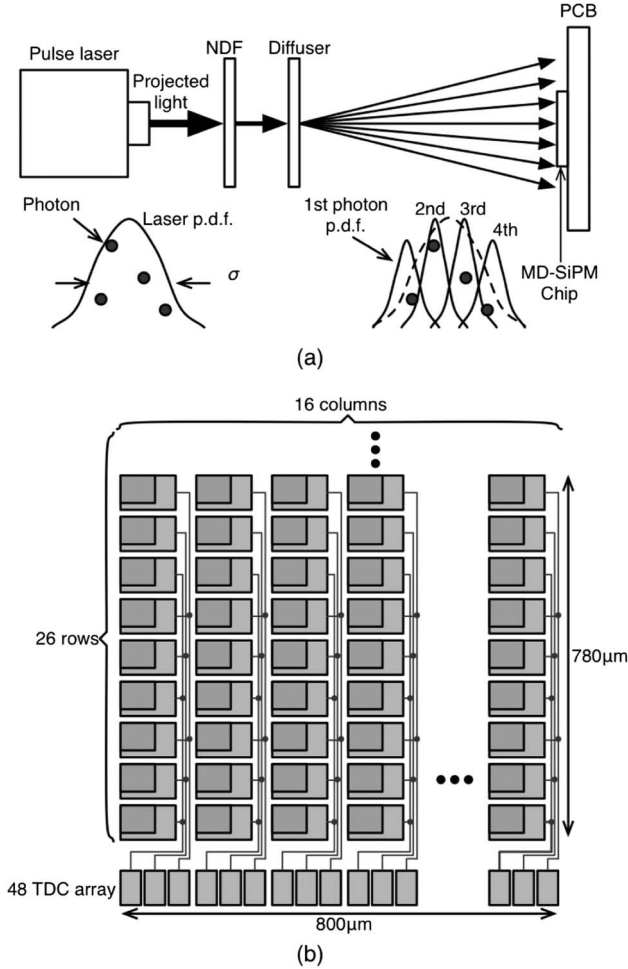 PCB
Pulse laser
NDF
Diffuser
Projected
light
Photon
Laser p.d.f.
σ
1st photon
p.d.f.
2nd
3rd
4th
MD-SiPM
Chip
(a)
16 columns
26 rows
780μm
48 TDC array
800μm
(b)